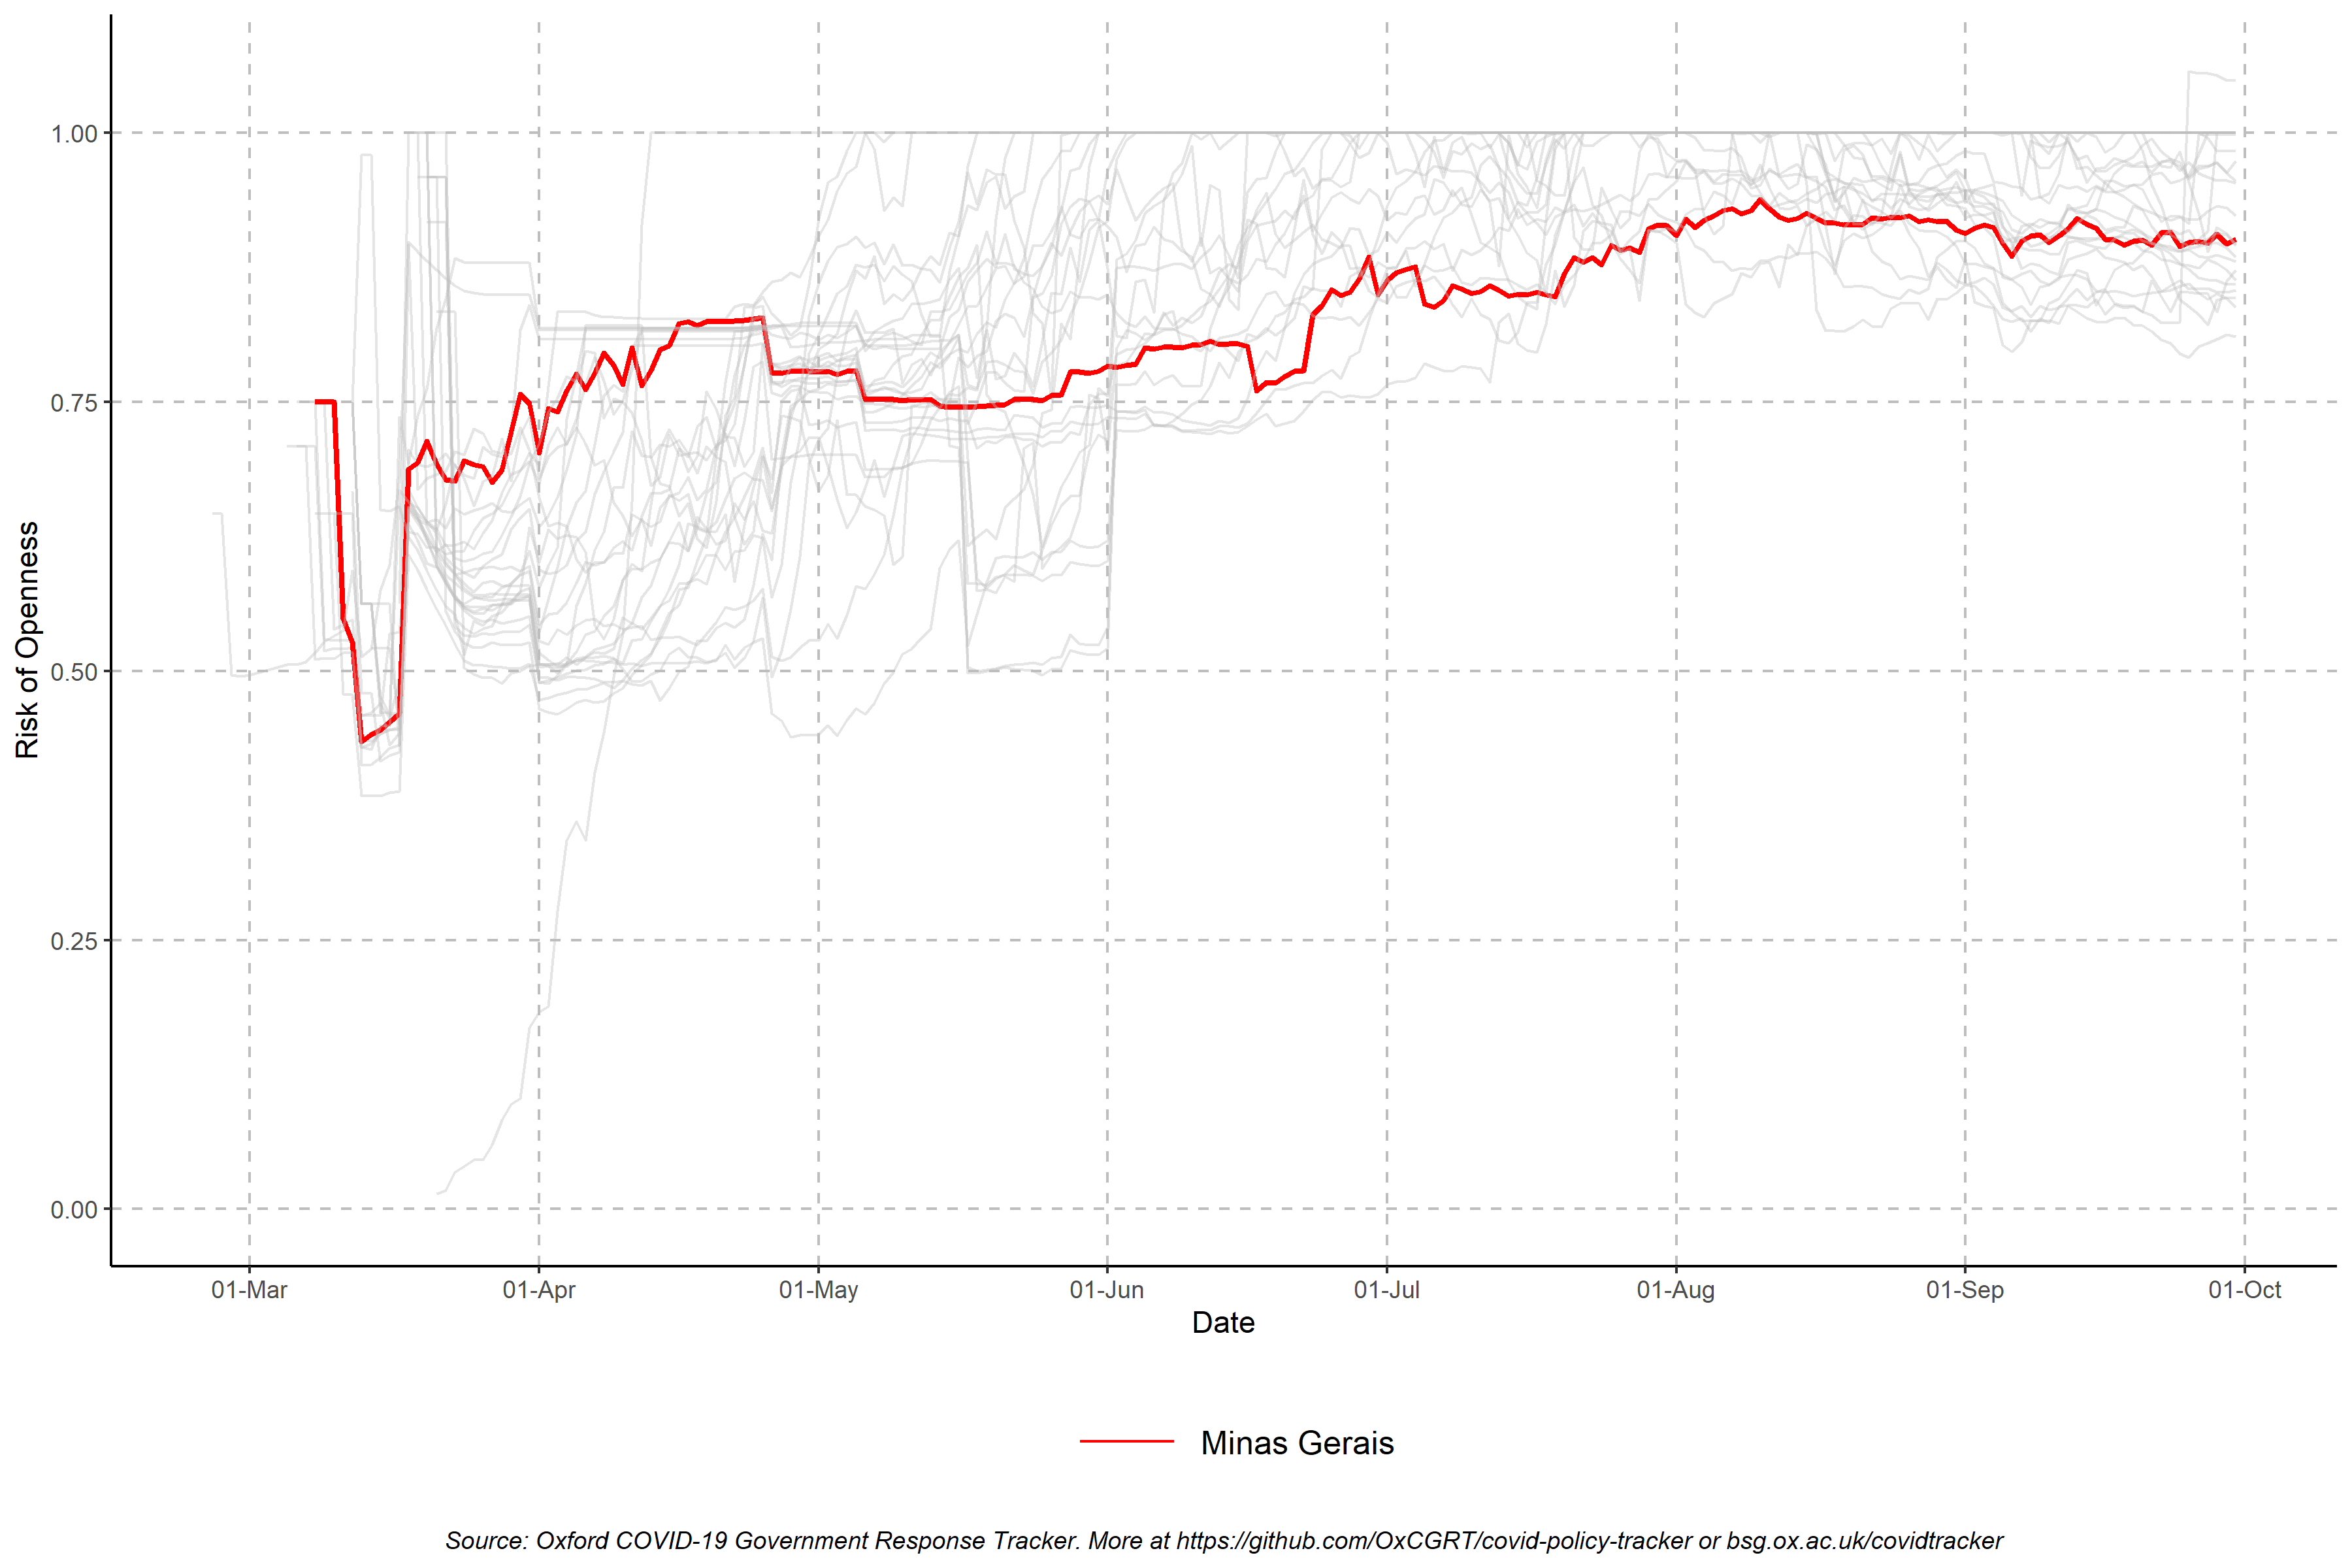 Risk of Openness
1.00
0.75
0.50
0.25
0.00
01-Mar 01-Apr 01-May 01-Jun 01-Jul 01-Aug 01-Sep 01-Oct
Date
Minas Gerais
Source: Oxford COVID-19 Government Response Tracker. More at https://github.com/OxCGRT/covid-policy-tracker or bsg.ox.ac.uk/covidtracker